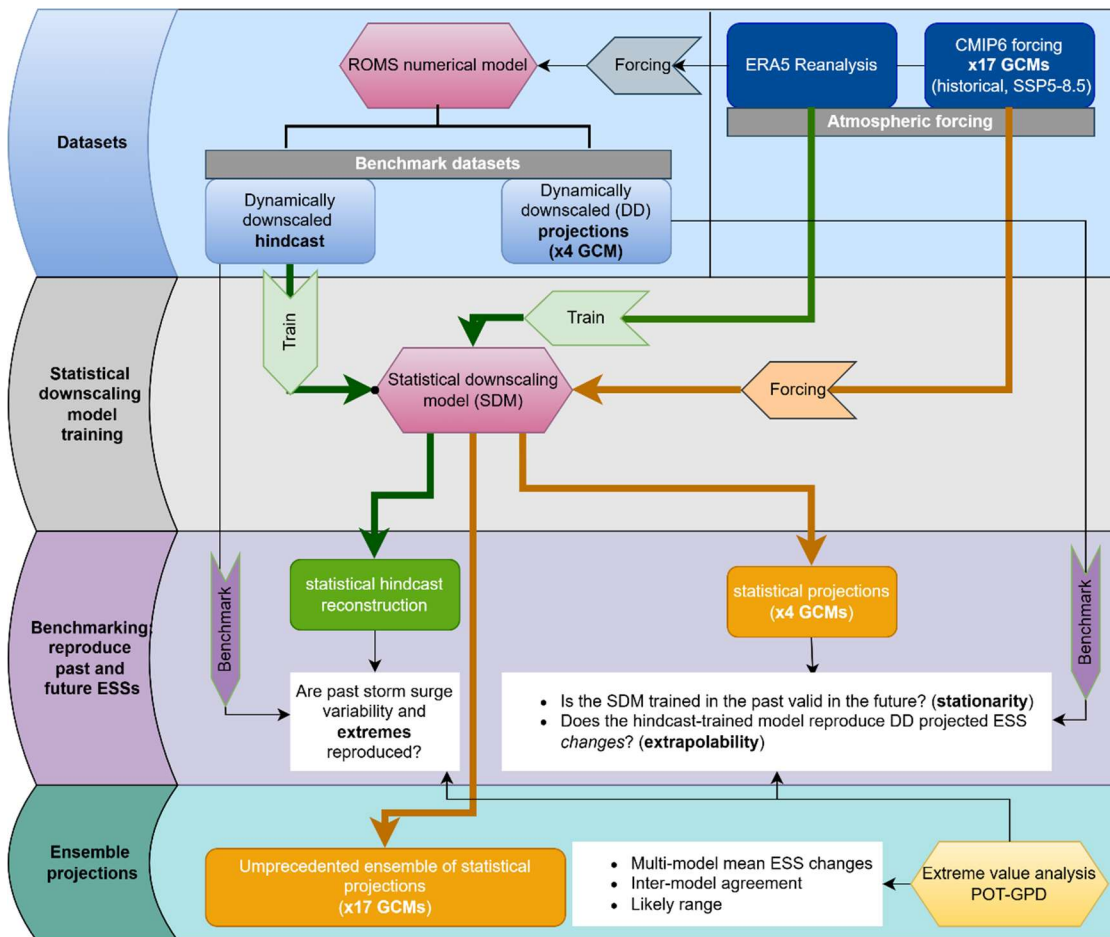 Datasets
ROMS numerical model
Forcing
ERA5 Reanalysis
CMIP6 forcing
x17 GCMs
(historical, SSP5-8.5)
Atmospheric forcing
Benchmark datasets
Dynamically
downscaled
hindcast
Dynamically
downscaled (DD)
projections
(x4 GCM)
Statistical
downscaling
model
training
Train
Train
Statistical downscaling
model (SDM)
Forcing
Benchmarking:
reproduce
past and
future ESSs
Benchmark
statistical hindcast
reconstruction
statistical projections
(x4 GCMs)
Benchmark
Are past storm surge
variability and
extremes
reproduced?
• Is the SDM trained in the past valid in the future? (stationarity)
• Does the hindcast-trained model reproduce DD projected ESS
changes? (extrapolability)
Ensemble
projections
Umprecedented ensemble of statistical
projections
(x17 GCMs)
• Multi-model mean ESS changes
• Inter-model agreement
• Likely range
Extreme value analysis
POT-GPD